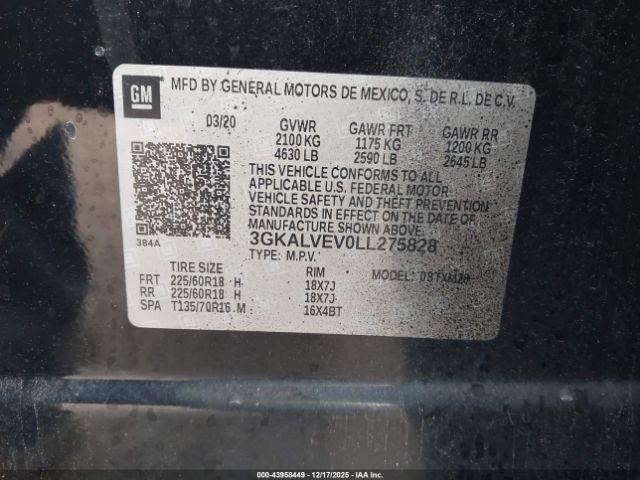 GM
MFD BY GENERAL MOTORS DE MEXICO, S. DE R.L. DE C.V.
03/20 GVWR GAWR FRT GAWR RR
2100 KG 1175 KG 1200 KG
4630 LB 2590 LB 2645 LB
THIS VEHICLE CONFORMS TO ALL
APPLICABLE U.S. FEDERAL MOTOR
VEHICLE SAFETY AND THEFT PREVENTION
STANDARDS IN EFFECT ON THE DATE OF
MANUFACTURE SHOWN ABOVE.
384A
3GKALVEV0LL275828
TYPE: M.P.V. MODEL:
TIRE SIZE RIM
FRT 225/60R18 H 18X7J
RR 225/60R18 H 18X7J
SPA T135/70R16 M 16X4BT
000-43958449 - 12/17/2025 - IAAI.COM